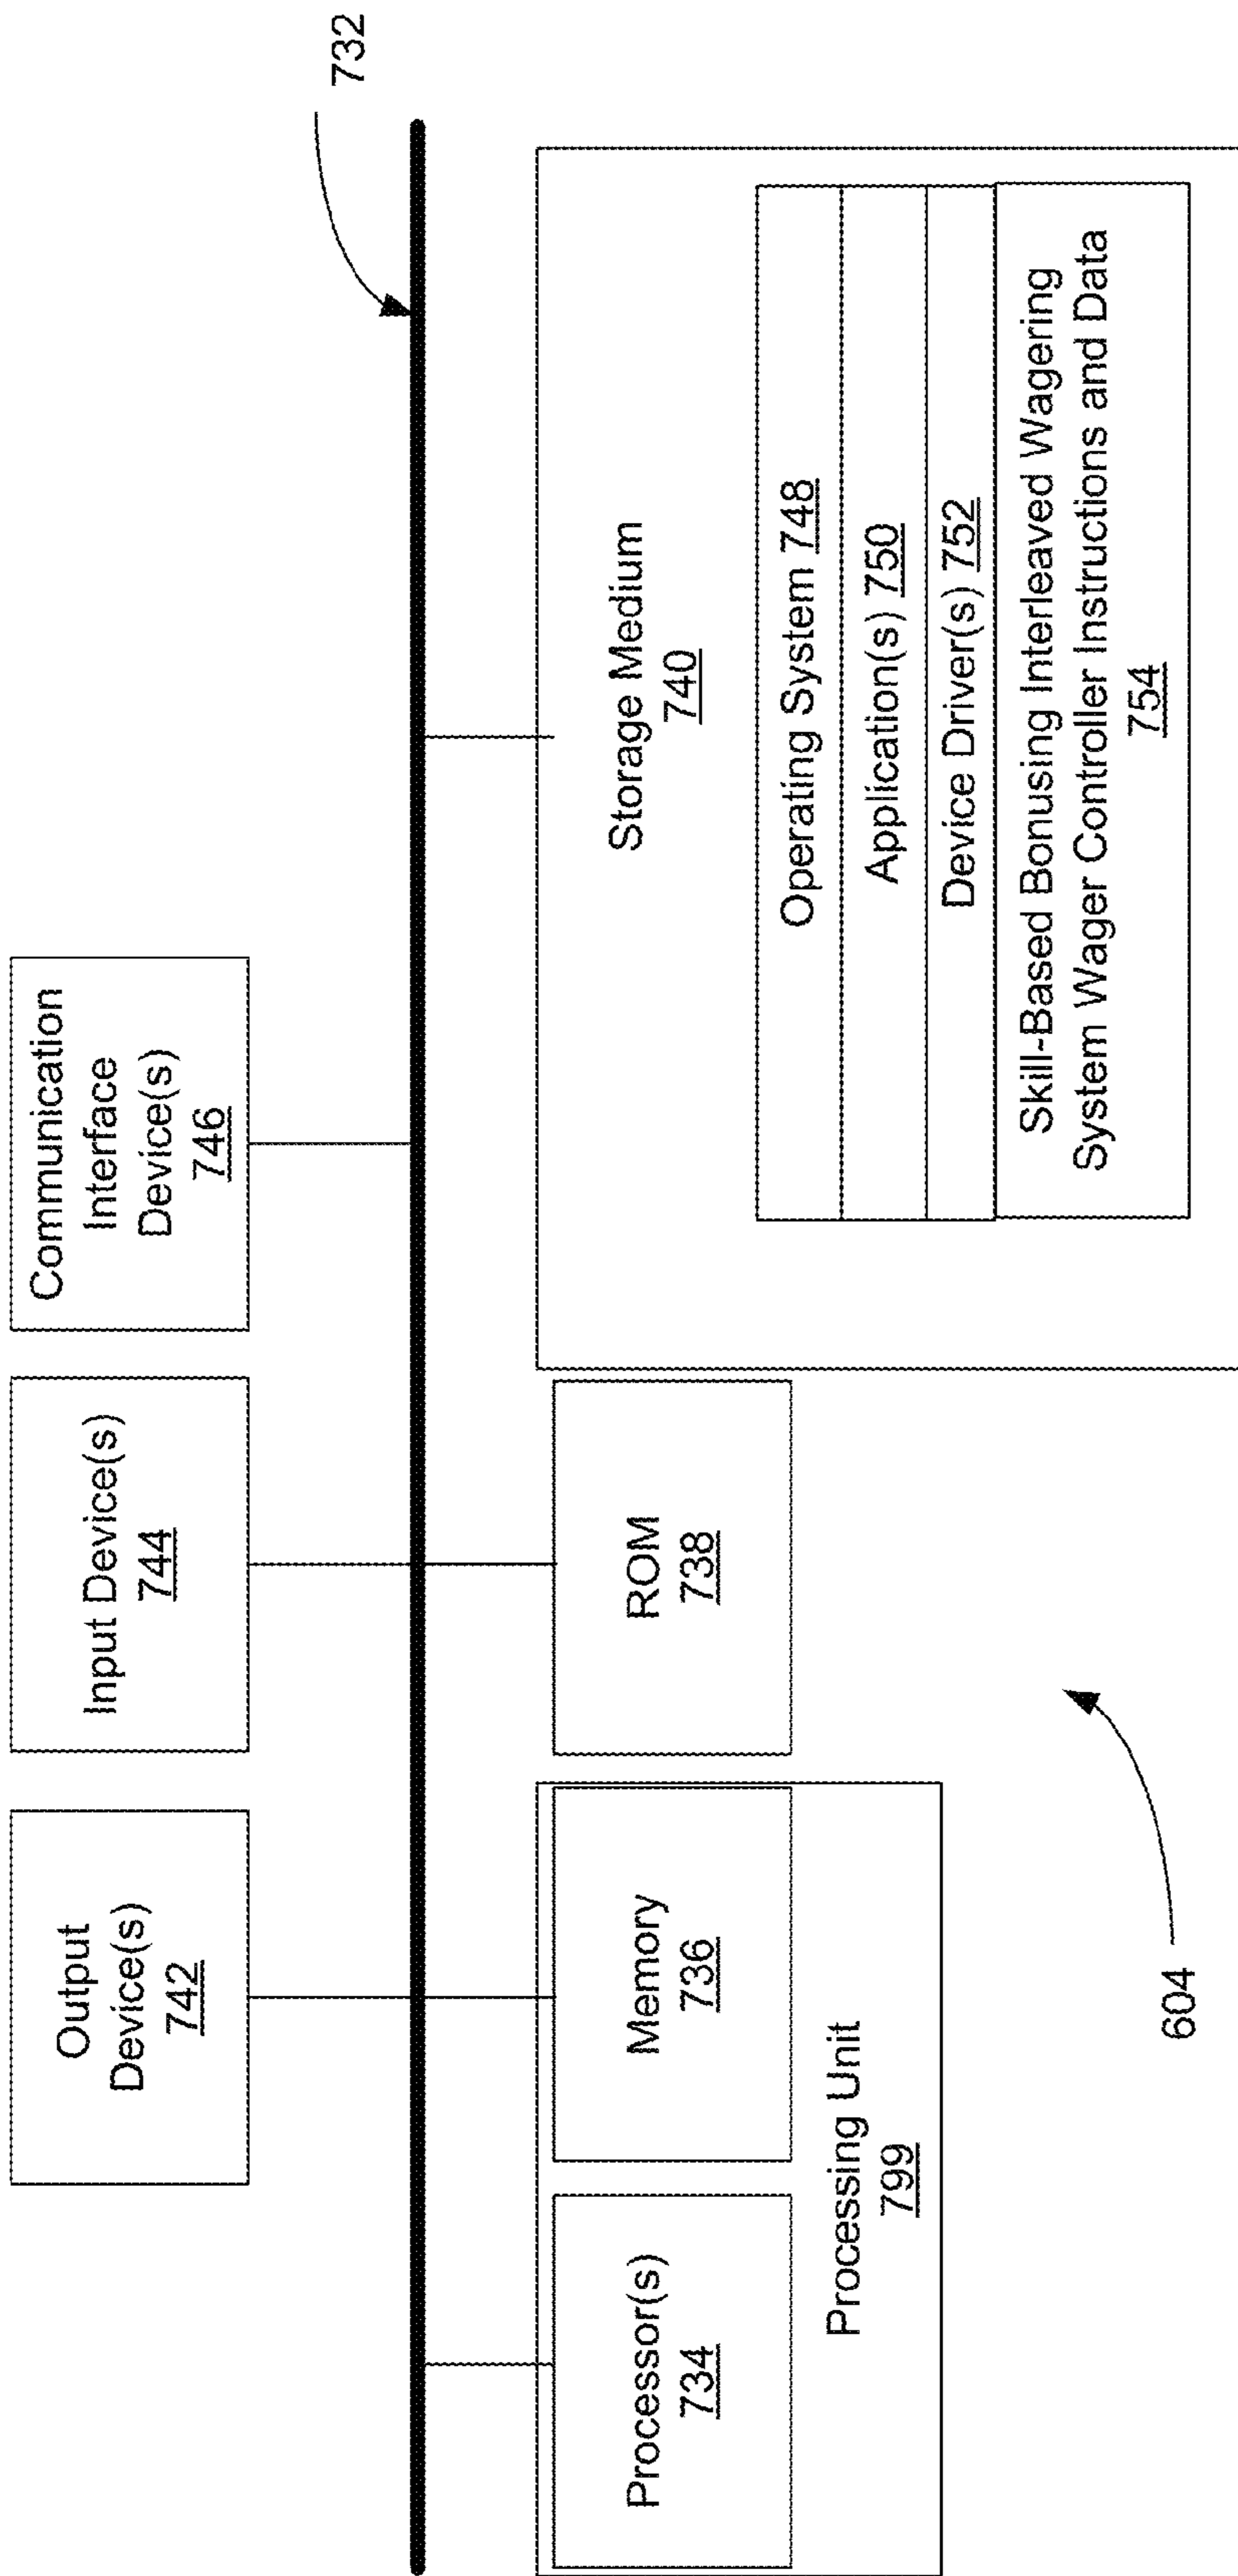 Output
Device(s)
742
Input Device(s)
744
Communication
Interface
Device(s)
746
732
Processor(s)
734
Memory
736
Processing Unit
799
ROM
738
Storage Medium
740
Operating System 748
Application(s) 750
Device Driver(s) 752
Skill-Based Bonusing Interleaved Wagering
System Wager Controller Instructions and Data
754
604